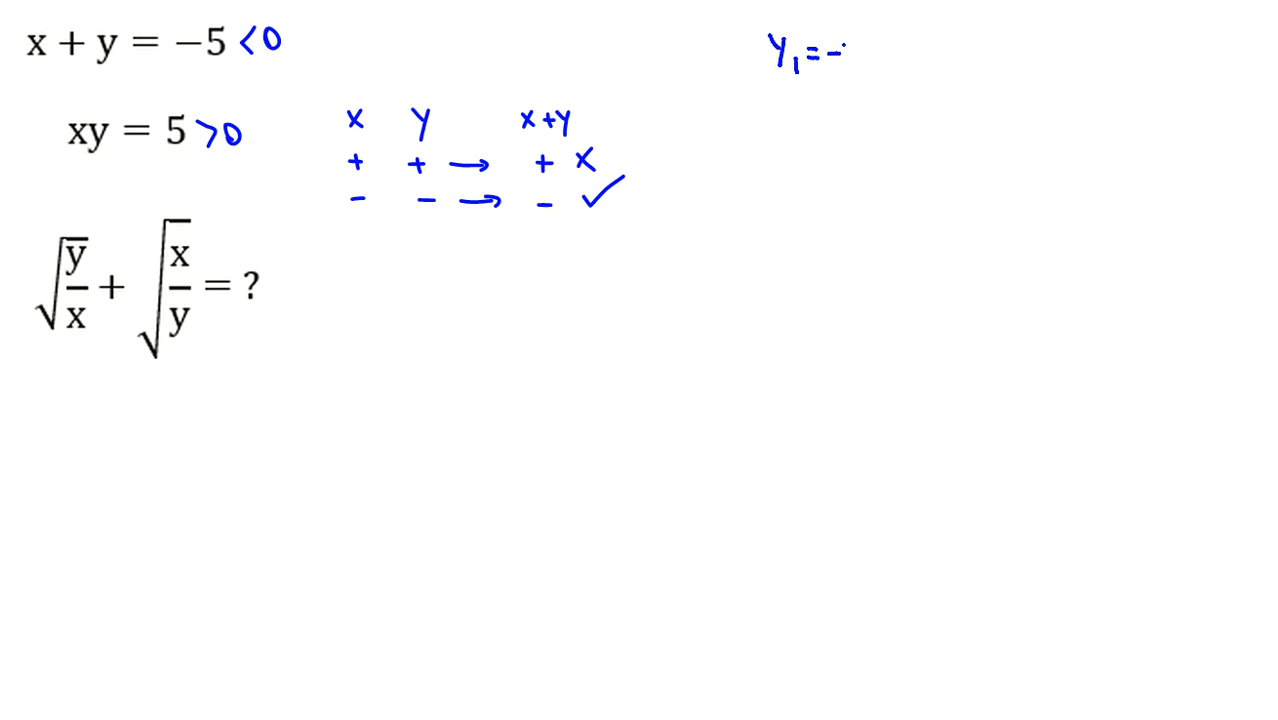 x + y = −5 <0
y₁=-
xy = 5 >0
x y x+y
+ + → + x
- - → - ✓
√(y/x) + √(x/y) = ?